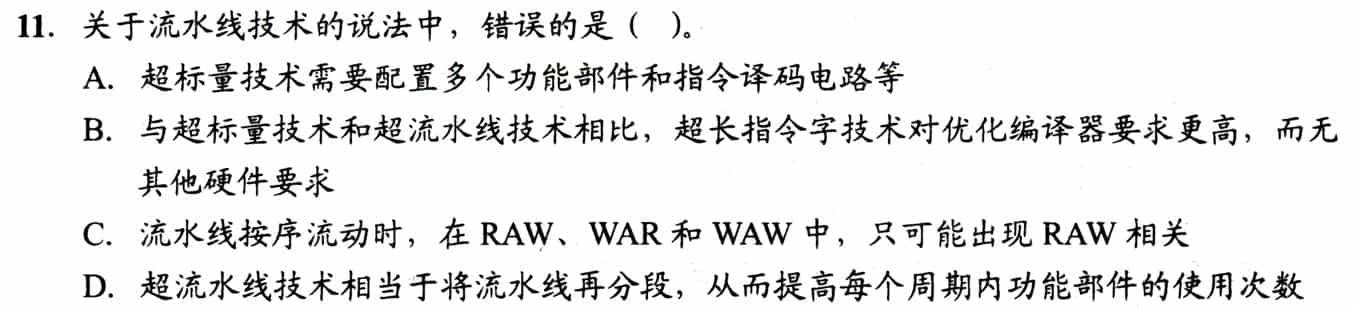 11. 关于流水线技术的说法中，错误的是（ ）。
A. 超标量技术需要配置多个功能部件和指令译码电路等
B. 与超标量技术和超流水线技术相比，超长指令字技术对优化编译器要求更高，而无
其他硬件要求
C. 流水线按序流动时，在 RAW、WAR 和 WAW 中，只可能出现 RAW 相关
D. 超流水线技术相当于将流水线再分段，从而提高每个周期内功能部件的使用次数